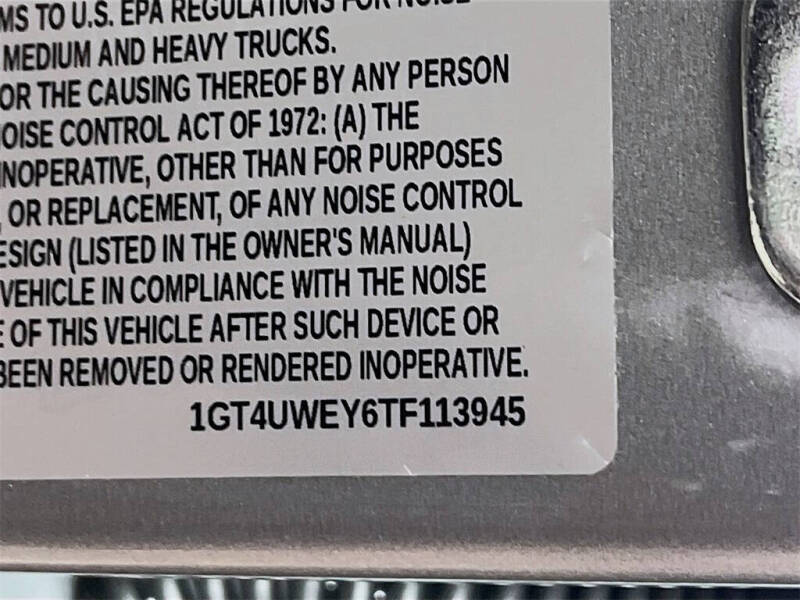 MS TO U.S. EPA REGULATIONS FOR NOISE
MEDIUM AND HEAVY TRUCKS.
OR THE CAUSING THEREOF BY ANY PERSON
OISE CONTROL ACT OF 1972: (A) THE
INOPERATIVE, OTHER THAN FOR PURPOSES
, OR REPLACEMENT, OF ANY NOISE CONTROL
ESIGN (LISTED IN THE OWNER'S MANUAL)
VEHICLE IN COMPLIANCE WITH THE NOISE
E OF THIS VEHICLE AFTER SUCH DEVICE OR
BEEN REMOVED OR RENDERED INOPERATIVE.
1GT4UWEY6TF113945